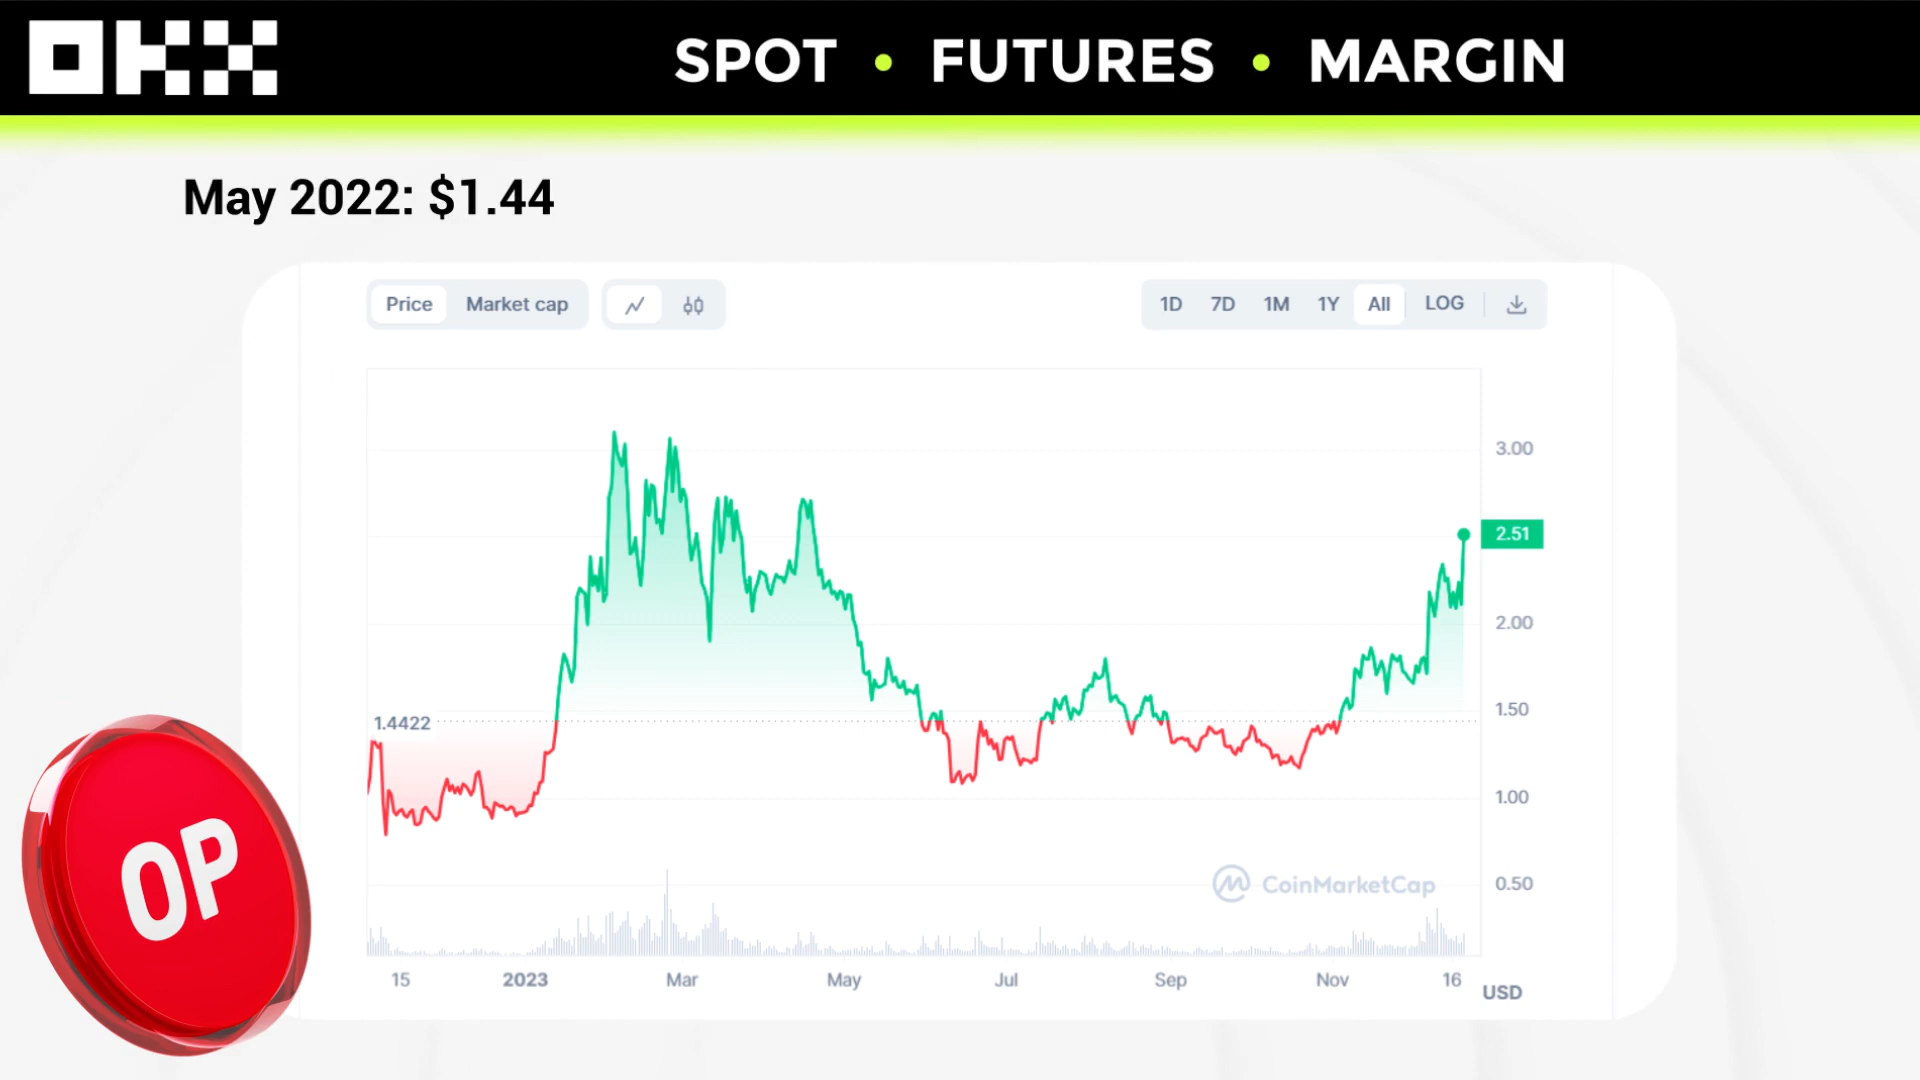 OKX
SPOT • FUTURES • MARGIN
May 2022: $1.44
Price Market cap
1D 7D 1M 1Y All LOG
3.00
2.51
2.00
1.50
1.4422
1.00
0.50
CoinMarketCap
OP
15 2023 Mar May Jul Sep Nov 16
USD